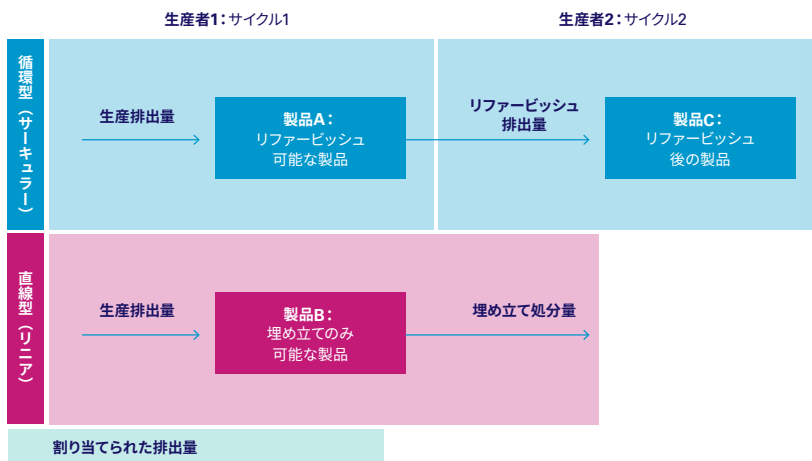 生産者1：サイクル1
生産者2：サイクル2
循環型（サーキュラー）
生産排出量
製品A：
リファービッシュ
可能な製品
リファービッシュ
排出量
製品C：
リファービッシュ
後の製品
直線型（リニア）
生産排出量
製品B：
埋め立てのみ
可能な製品
埋め立て処分量
割り当てられた排出量